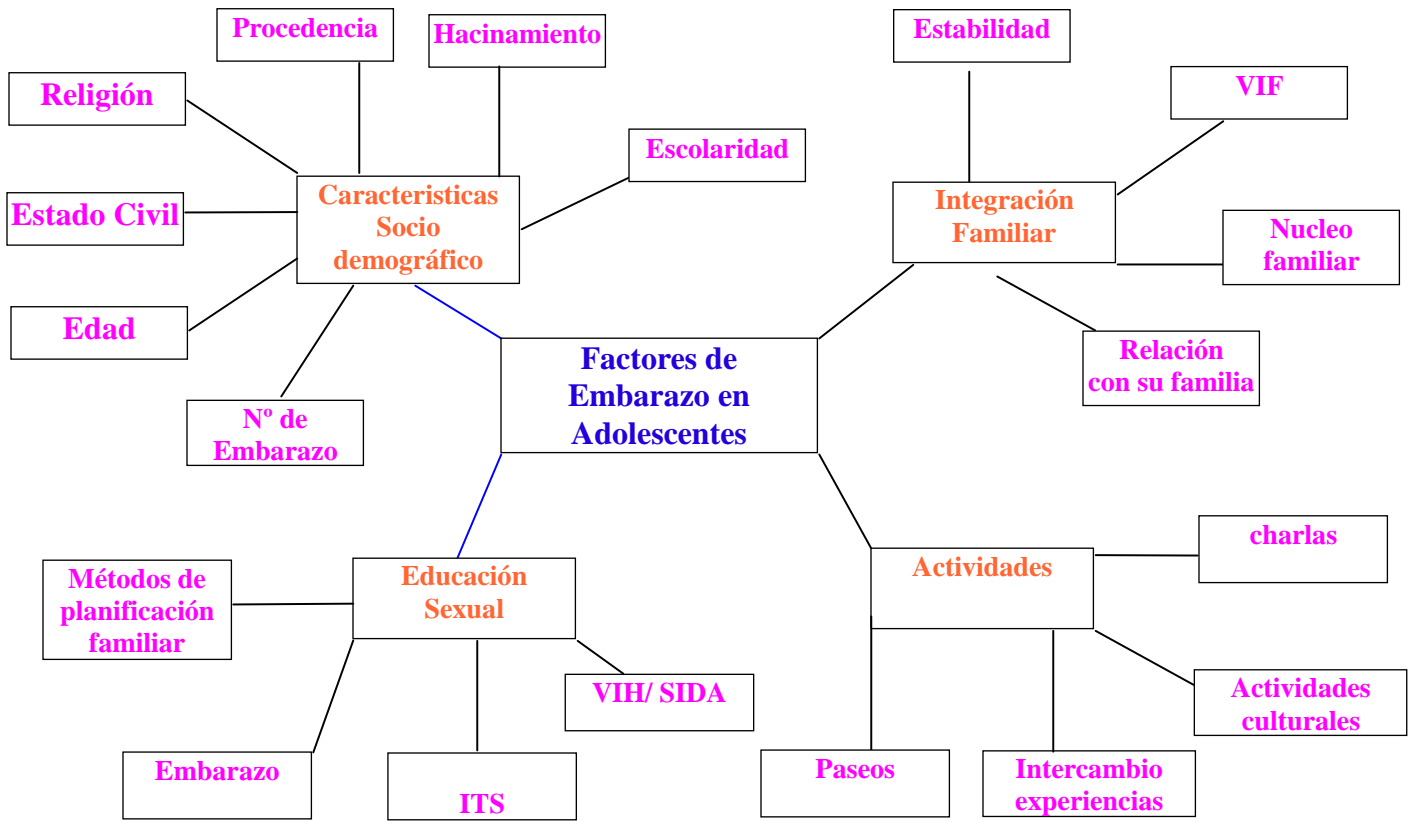 Procedencia
Hacinamiento
Estabilidad
Religión
VIF
Escolaridad
Caracteristicas
Socio
demográfico
Integración
Familiar
Estado Civil
Nucleo
familiar
Edad
Relación
con su familia
Factores de
Embarazo en
Adolescentes
Nº de
Embarazo
charlas
Educación
Sexual
Actividades
Métodos de
planificación
familiar
VIH/ SIDA
Actividades
culturales
Embarazo
ITS
Paseos
Intercambio
experiencias